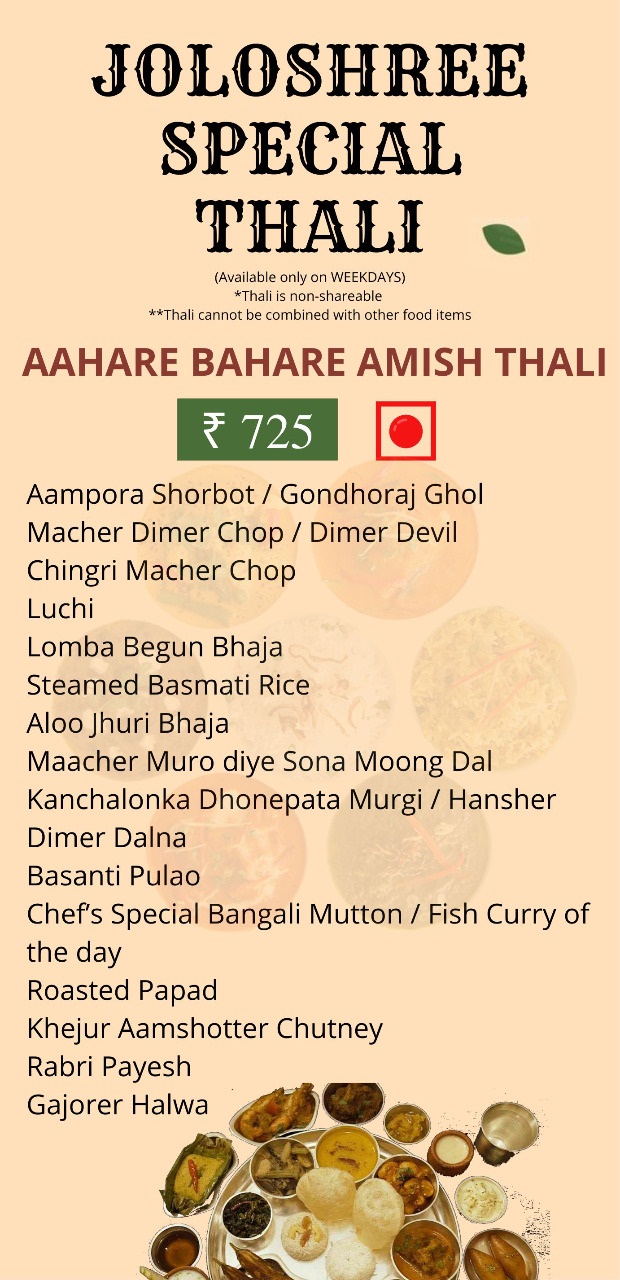 JOLOSHREE
SPECIAL
THALI
(Available only on WEEKDAYS)
*Thali is non-shareable
**Thali cannot be combined with other food items
AAHARE BAHARE AMISH THALI
₹ 725
Aampora Shorbot / Gondhoraj Ghol
Macher Dimer Chop / Dimer Devil
Chingri Macher Chop
Luchi
Lomba Begun Bhaja
Steamed Basmati Rice
Aloo Jhuri Bhaja
Maacher Muro diye Sona Moong Dal
Kanchalonka Dhonepata Murgi / Hansher
Dimer Dalna
Basanti Pulao
Chef's Special Bangali Mutton / Fish Curry of
the day
Roasted Papad
Khejur Aamshotter Chutney
Rabri Payesh
Gajorer Halwa